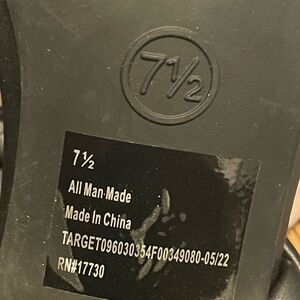 7½
7½
All Man-Made
Made In China
TARGET096030354F00349080-05/22
RN#17730